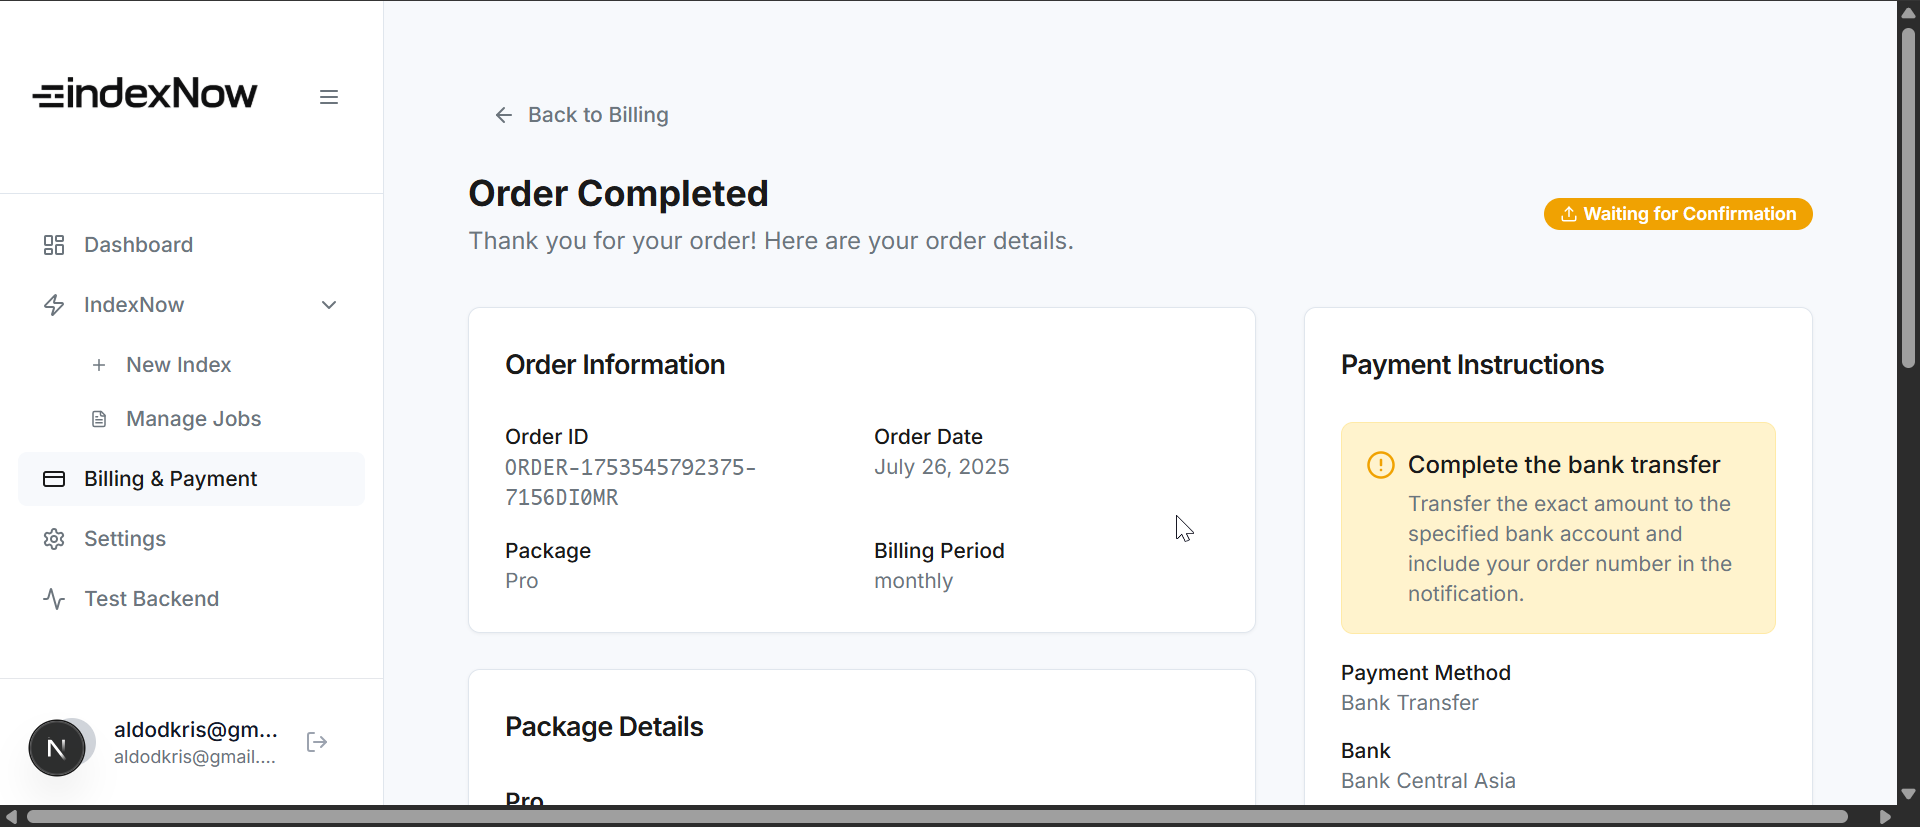 indexNow
Dashboard
IndexNow
New Index
Manage Jobs
Billing & Payment
Settings
Test Backend
N
aldodkris@gm...
aldodkris@gmail....
Back to Billing
Order Completed
Thank you for your order! Here are your order details.
Waiting for Confirmation
Order Information
Order ID
ORDER-1753545792375-
7156DI0MR
Order Date
July 26, 2025
Package
Pro
Billing Period
monthly
Package Details
Pro
Payment Instructions
Complete the bank transfer
Transfer the exact amount to the
specified bank account and
include your order number in the
notification.
Payment Method
Bank Transfer
Bank
Bank Central Asia